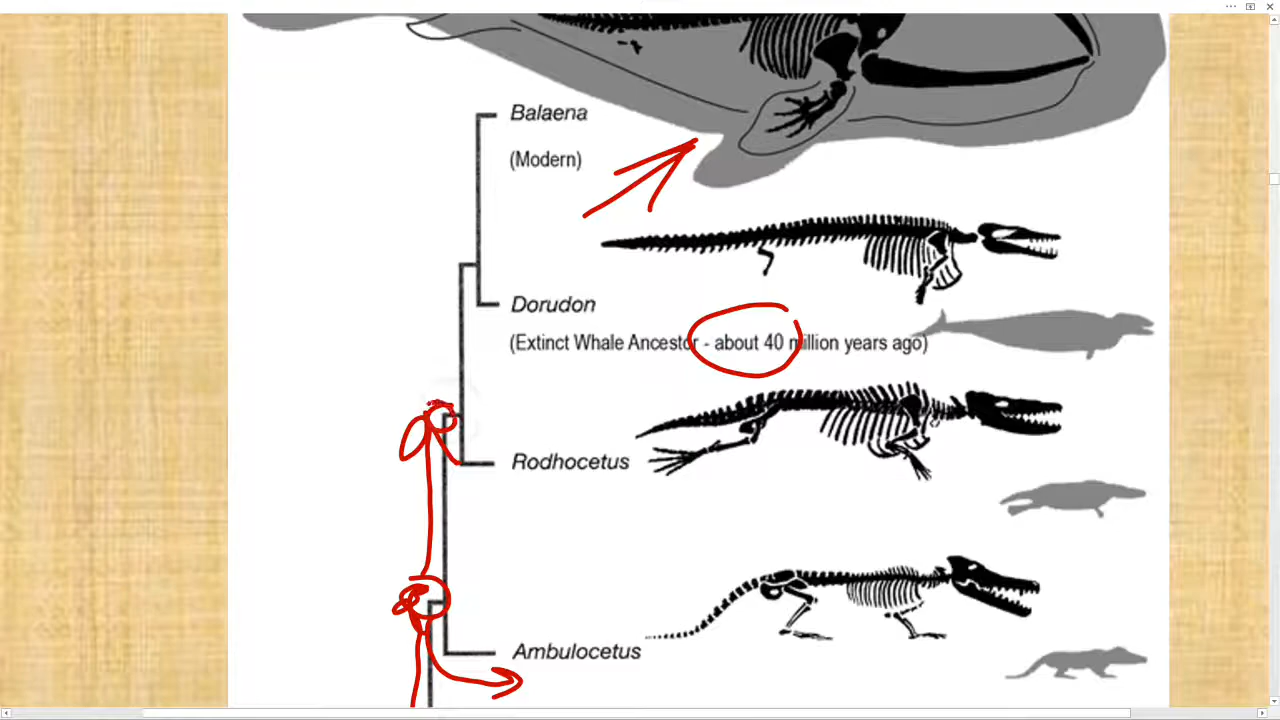 Balaena
(Modern)
Dorudon
(Extinct Whale Ancestor - about 40 million years ago)
Rodhocetus
Ambulocetus